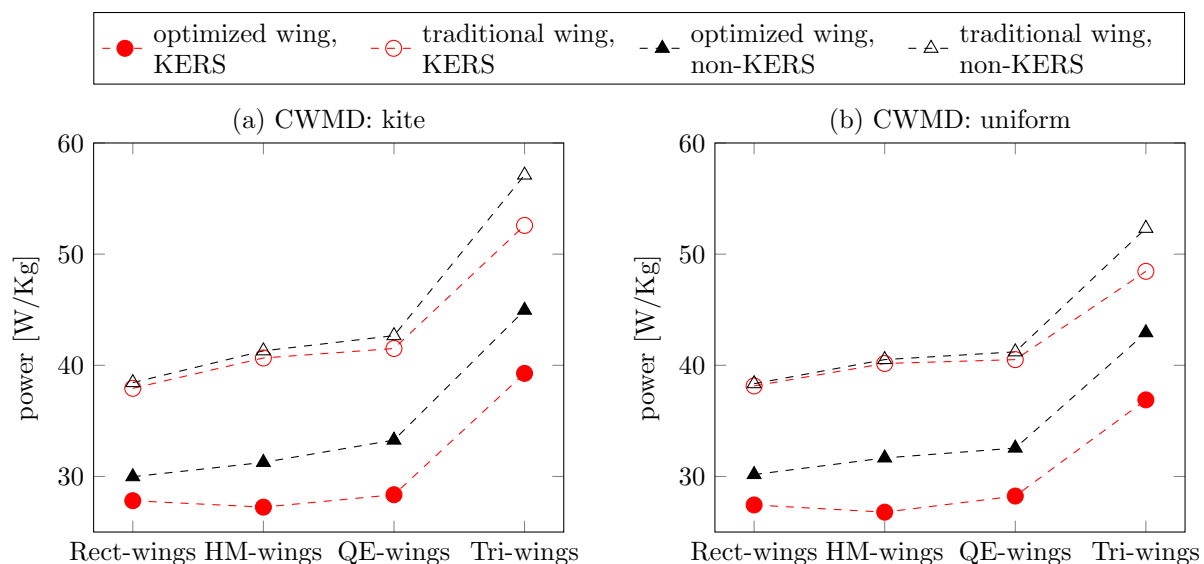 optimized wing,
KERS
traditional wing,
KERS
optimized wing,
non-KERS
traditional wing,
non-KERS
(a) CWMD: kite
60
50
40
30
power [W/Kg]
Rect-wings HM-wings QE-wings Tri-wings
(b) CWMD: uniform
60
50
40
30
power [W/Kg]
Rect-wings HM-wings QE-wings Tri-wings